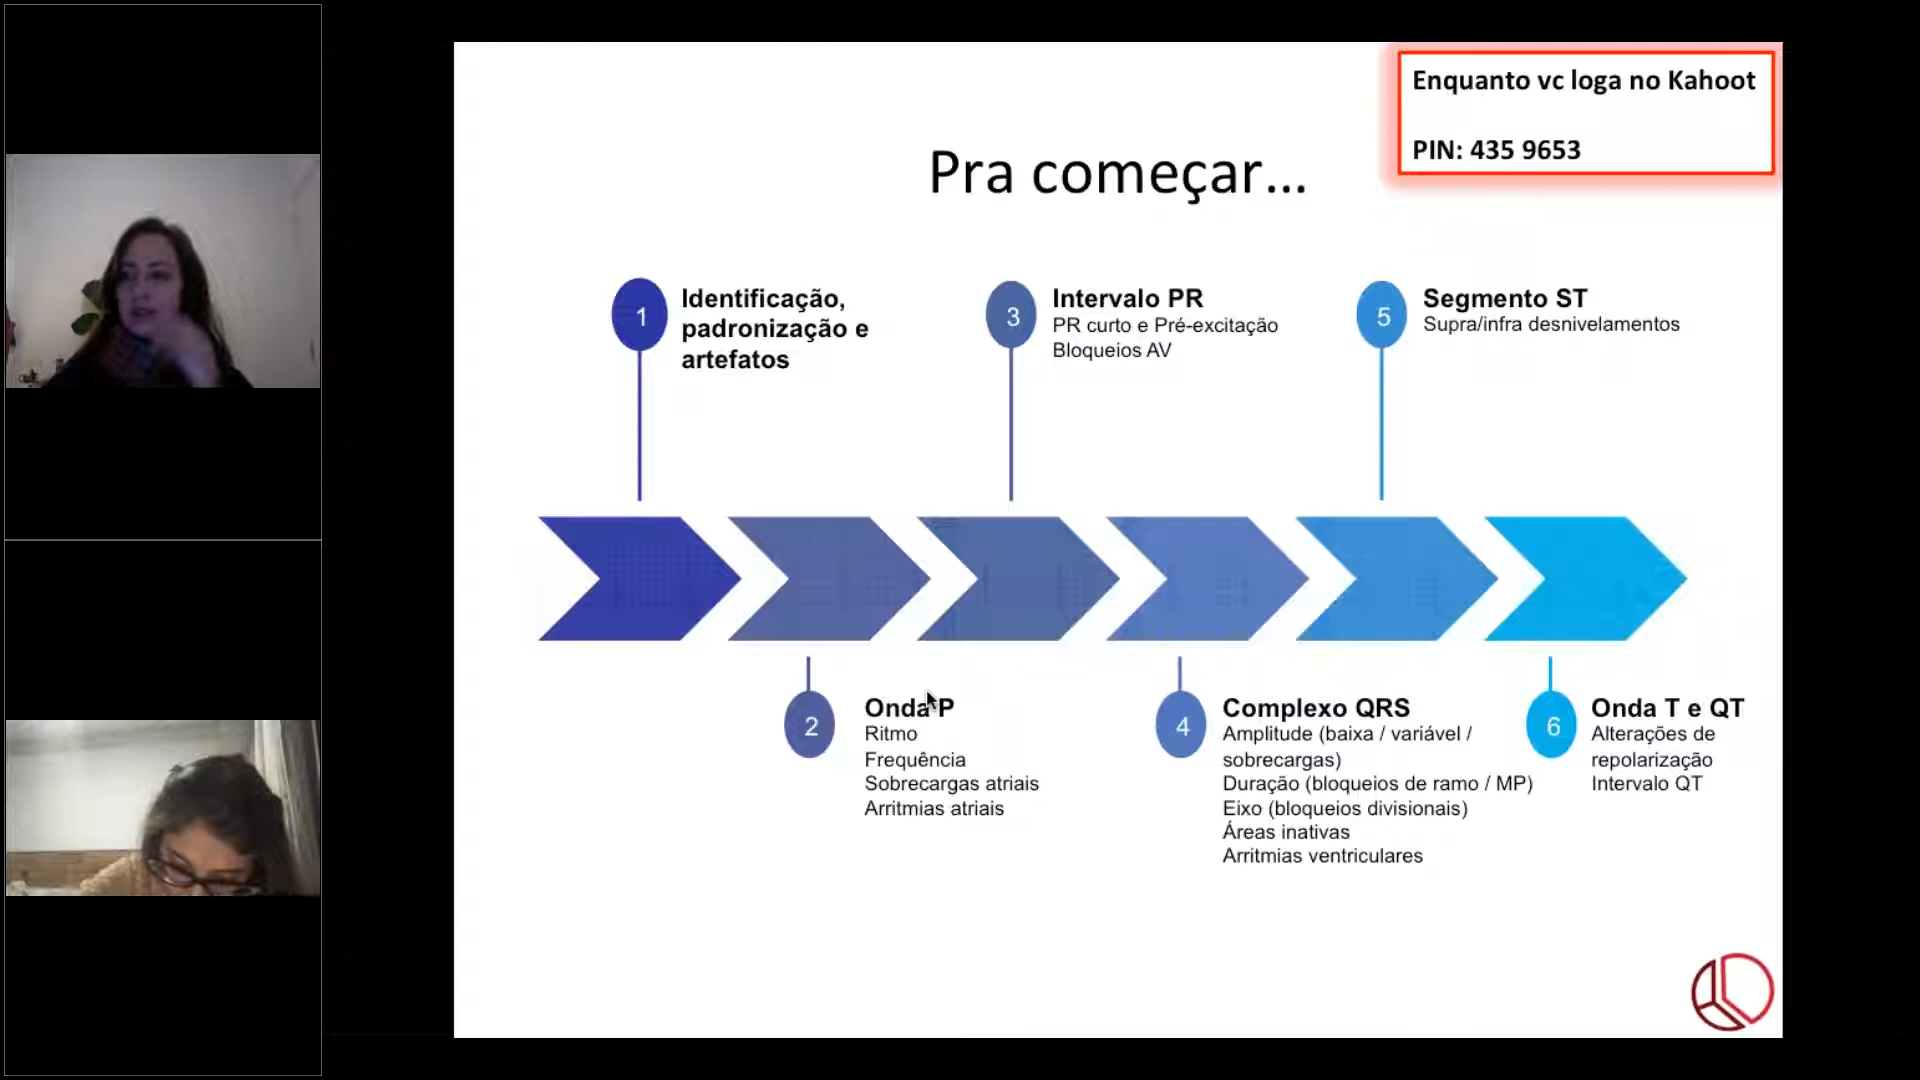 Enquanto vc loga no Kahoot
PIN: 435 9653
Pra começar...
1
Identificação,
padronização e
artefatos
3
Intervalo PR
PR curto e Pré-excitação
Bloqueios AV
5
Segmento ST
Supra/infra desnivelamentos
2
Onda P
Ritmo
Frequência
Sobrecargas atriais
Arritmias atriais
4
Complexo QRS
Amplitude (baixa / variável /
sobrecargas)
Duração (bloqueios de ramo / MP)
Eixo (bloqueios divisionais)
Áreas inativas
Arritmias ventriculares
6
Onda T e QT
Alterações de
repolarização
Intervalo QT